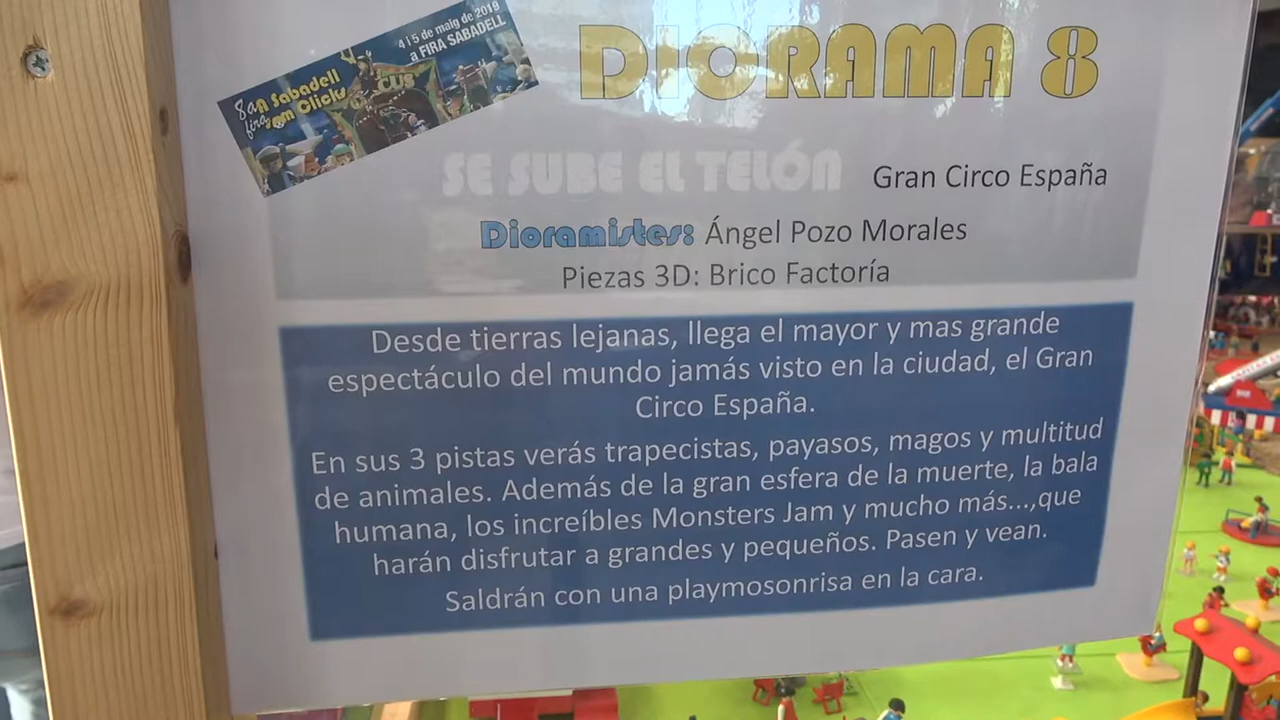 4 i 5 de maig de 2019
a FIRA SABADELL
8a fira
A Sabadell
som Clicks
DIORAMA 8
SE SUBE EL TELÓN Gran Circo España
Dioramistes: Ángel Pozo Morales
Piezas 3D: Brico Factoría
Desde tierras lejanas, llega el mayor y mas grande
espectáculo del mundo jamás visto en la ciudad, el Gran
Circo España.
En sus 3 pistas verás trapecistas, payasos, magos y multitud
de animales. Además de la gran esfera de la muerte, la bala
humana, los increíbles Monsters Jam y mucho más...,que
harán disfrutar a grandes y pequeños. Pasen y vean.
Saldrán con una playmosonrisa en la cara.